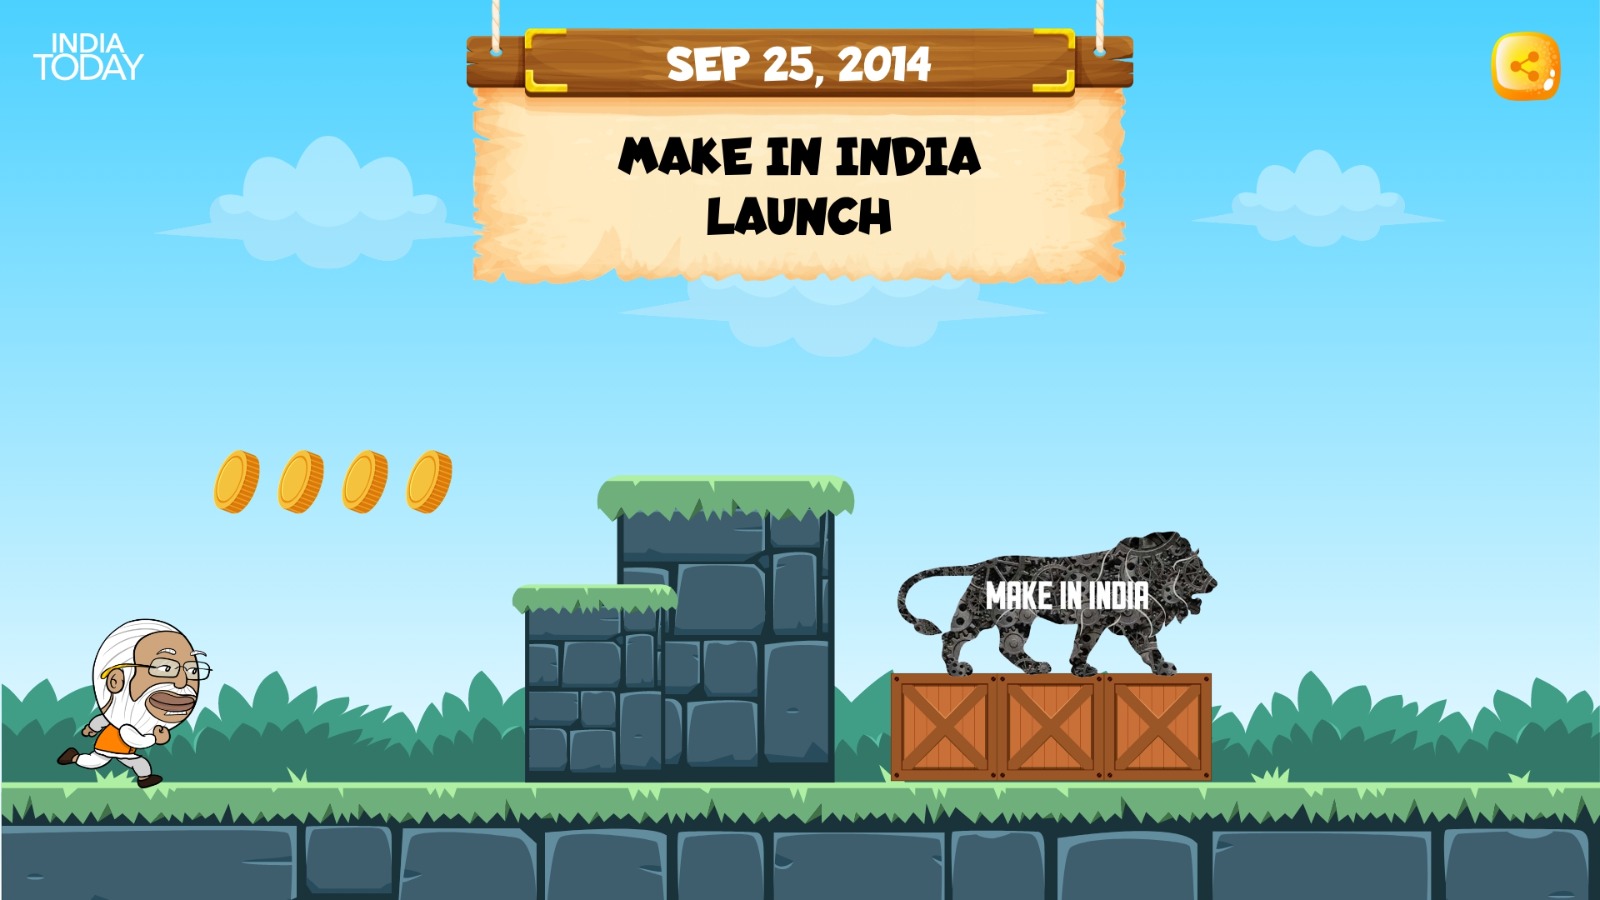 INDIA
TODAY
SEP 25, 2014
MAKE IN INDIA
LAUNCH
MAKE IN INDIA